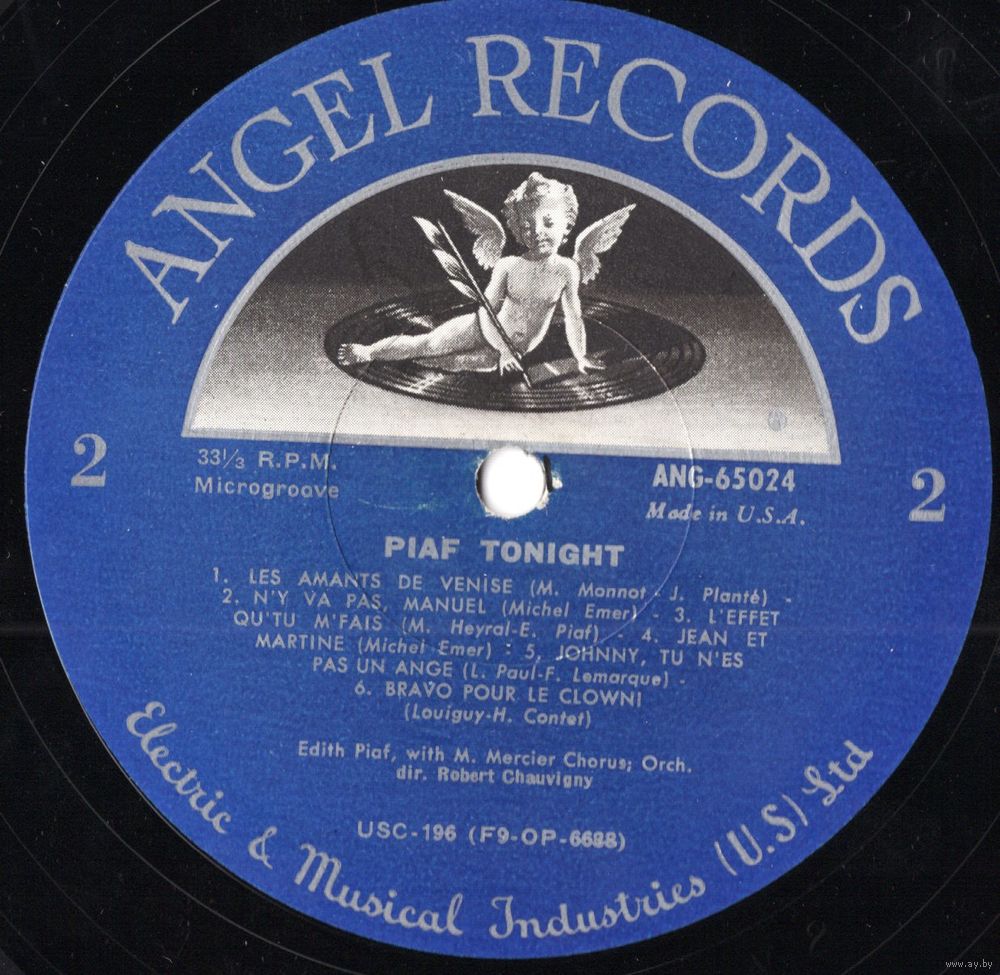 ANGEL RECORDS
2
33⅓ R.P.M.
Microgroove
ANG-65024
Made in U.S.A.
2
PIAF TONIGHT
1. LES AMANTS DE VENISE (M. Monnot - J. Planté) -
2. N'Y VA PAS, MANUEL (Michel Emer) - 3. L'EFFET
QU'TU M'FAIS (M. Heyral-E. Piaf) - 4. JEAN ET
MARTINE (Michel Emer) : 5, JOHNNY, TU N'ES
PAS UN ANGE (L. Paul-F. Lemarque) -
6. BRAVO POUR LE CLOWN!
(Louiguy-H. Contet)
Edith Piaf, with M. Mercier Chorus; Orch.
dir. Robert Chauvigny
USC-196 (F9-OP-6688)
Electric & Musical Industries (U.S) Ltd
www.ay.by